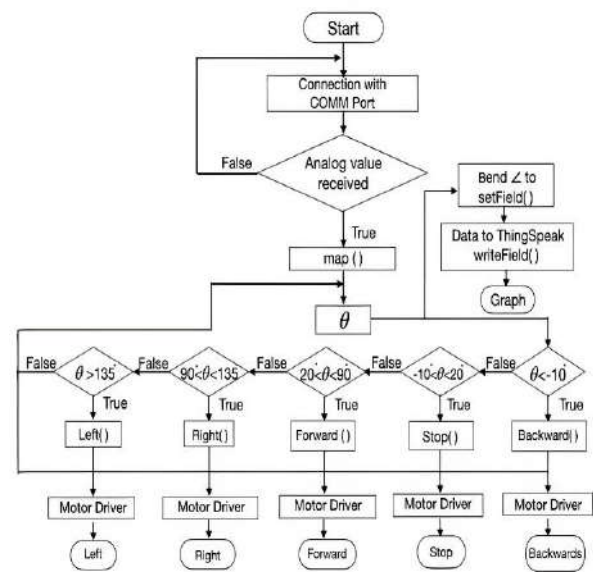 Start
Connection with
COMM Port
False
Analog value
received
True
map ( )
Bend ∠ to
setField( )
Data to ThingSpeak
writeField( )
Graph
θ
False
θ >135°
False
90°<θ<135°
False
20°<θ<90°
False
-10°<θ<20°
False
θ<-10°
True
True
True
True
True
Left( )
Right( )
Forward ( )
Stop( )
Backward( )
Motor Driver
Motor Driver
Motor Driver
Motor Driver
Motor Driver
Left
Right
Forward
Stop
Backwards